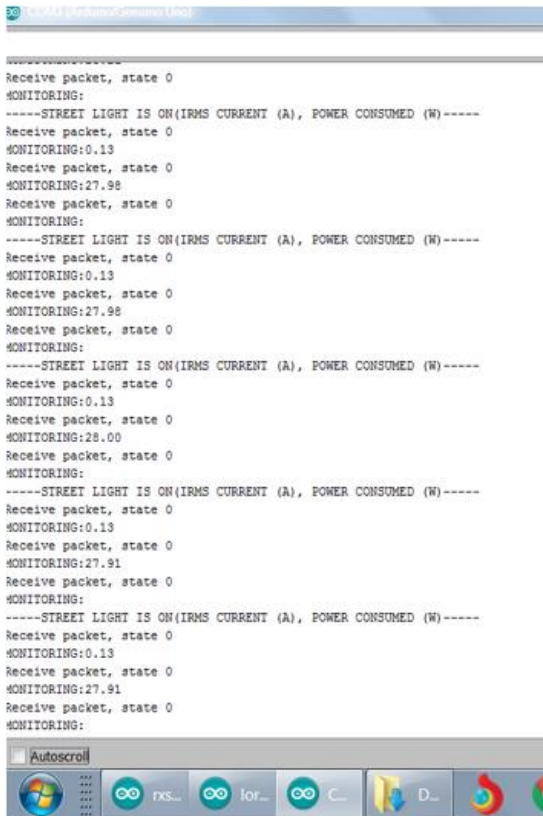 COM3 (Arduino/Genuino Uno)
Receive packet, state 0
MONITORING:
-----STREET LIGHT IS ON(IRMS CURRENT (A), POWER CONSUMED (W)-----
Receive packet, state 0
MONITORING:0.13
Receive packet, state 0
MONITORING:27.98
Receive packet, state 0
MONITORING:
-----STREET LIGHT IS ON(IRMS CURRENT (A), POWER CONSUMED (W)-----
Receive packet, state 0
MONITORING:0.13
Receive packet, state 0
MONITORING:27.98
Receive packet, state 0
MONITORING:
-----STREET LIGHT IS ON(IRMS CURRENT (A), POWER CONSUMED (W)-----
Receive packet, state 0
MONITORING:0.13
Receive packet, state 0
MONITORING:28.00
Receive packet, state 0
MONITORING:
-----STREET LIGHT IS ON(IRMS CURRENT (A), POWER CONSUMED (W)-----
Receive packet, state 0
MONITORING:0.13
Receive packet, state 0
MONITORING:27.91
Receive packet, state 0
MONITORING:
-----STREET LIGHT IS ON(IRMS CURRENT (A), POWER CONSUMED (W)-----
Receive packet, state 0
MONITORING:0.13
Receive packet, state 0
MONITORING:27.91
Receive packet, state 0
MONITORING:
Autoscroll
rxs... lor... C... D...